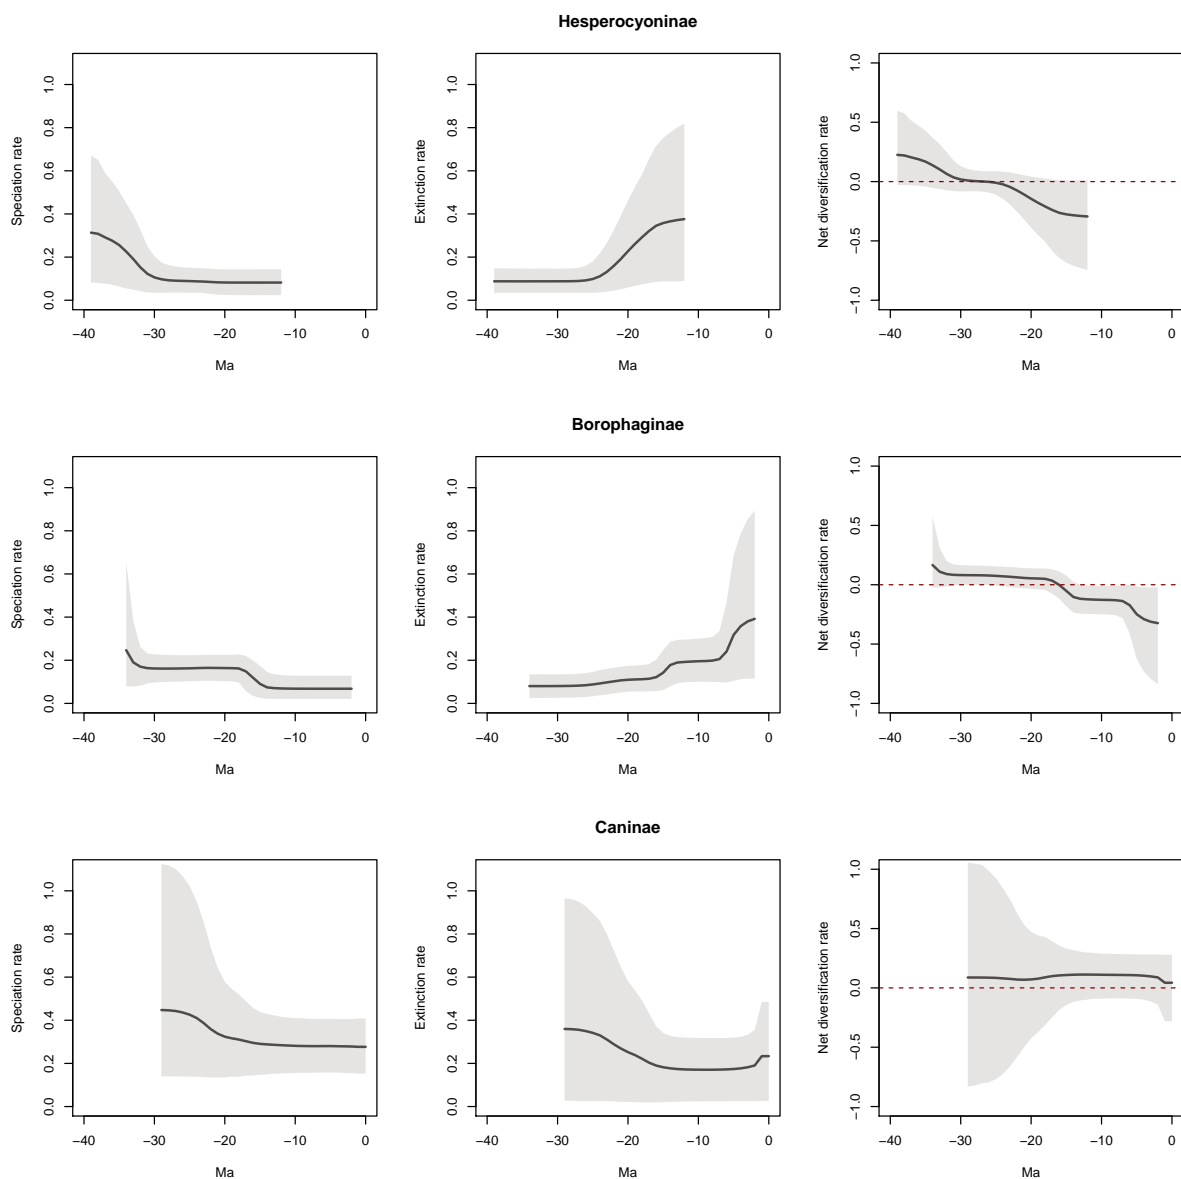 Hesperocyoninae
Speciation rate
0.0 0.2 0.4 0.6 0.8 1.0
−40 −30 −20 −10 0
Ma
Extinction rate
0.0 0.2 0.4 0.6 0.8 1.0
−40 −30 −20 −10 0
Ma
Net diversification rate
−1.0 −0.5 0.0 0.5 1.0
−40 −30 −20 −10 0
Ma
Borophaginae
Speciation rate
0.0 0.2 0.4 0.6 0.8 1.0
−40 −30 −20 −10 0
Ma
Extinction rate
0.0 0.2 0.4 0.6 0.8 1.0
−40 −30 −20 −10 0
Ma
Net diversification rate
−1.0 −0.5 0.0 0.5 1.0
−40 −30 −20 −10 0
Ma
Caninae
Speciation rate
0.0 0.2 0.4 0.6 0.8 1.0
−40 −30 −20 −10 0
Ma
Extinction rate
0.0 0.2 0.4 0.6 0.8 1.0
−40 −30 −20 −10 0
Ma
Net diversification rate
−1.0 −0.5 0.0 0.5 1.0
−40 −30 −20 −10 0
Ma